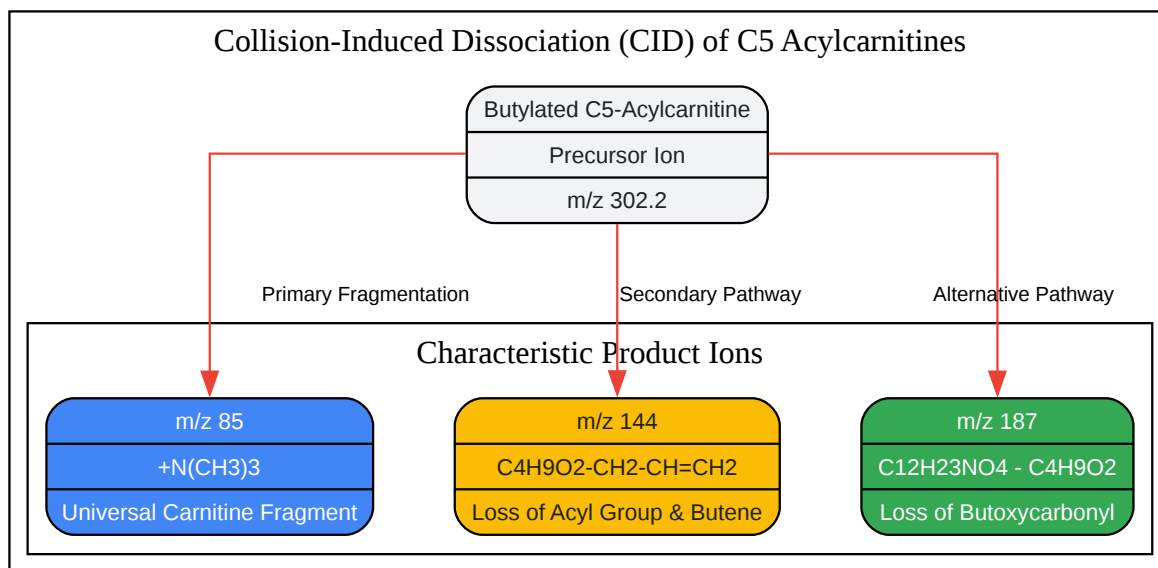 Collision-Induced Dissociation (CID) of C5 Acylcarnitines
Butylated C5-Acylcarnitine
Precursor Ion
m/z 302.2
Primary Fragmentation
Secondary Pathway
Alternative Pathway
Characteristic Product Ions
m/z 85
+N(CH3)3
Universal Carnitine Fragment
m/z 144
C4H9O2-CH2-CH=CH2
Loss of Acyl Group & Butene
m/z 187
C12H23NO4 - C4H9O2
Loss of Butoxycarbonyl